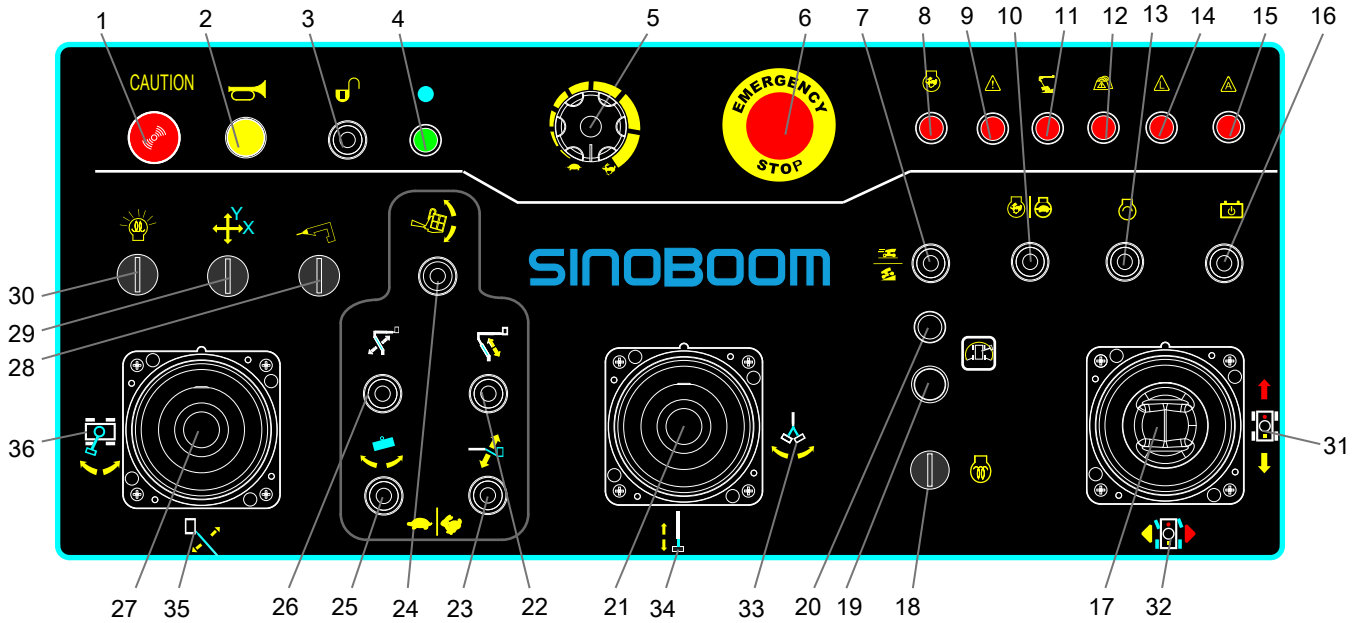 1 2 3 4 5 6 7 8 9 10 11 12 13 14 15 16
CAUTION
EMERGENCY
STOP
L
A
Y
X
SINOBOOM
30
29
28
36
31
27 35 26 25 24 23 22 21 34 33 20 19 18 17 32